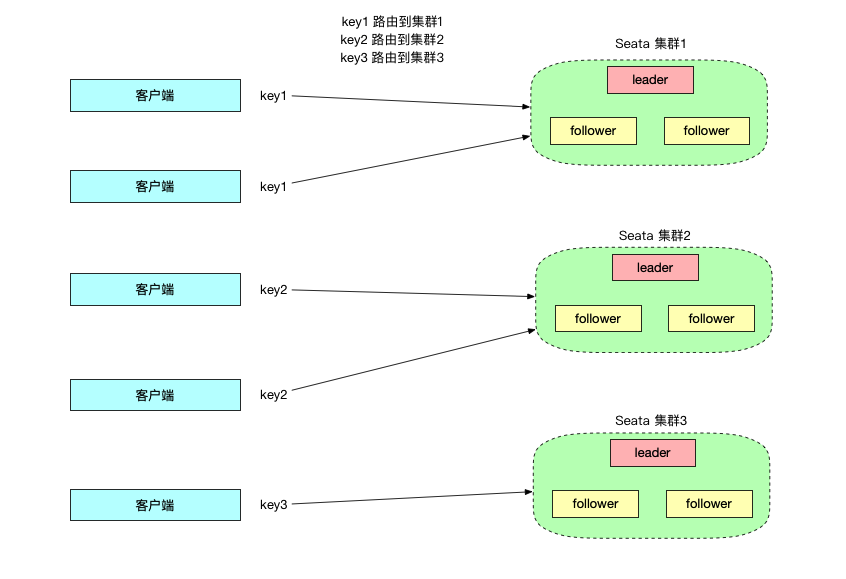 key1 路由到集群1
key2 路由到集群2
key3 路由到集群3
Seata 集群1
leader
客户端
key1
follower
follower
客户端
key1
Seata 集群2
leader
客户端
key2
follower
follower
客户端
key2
Seata 集群3
leader
客户端
key3
follower
follower